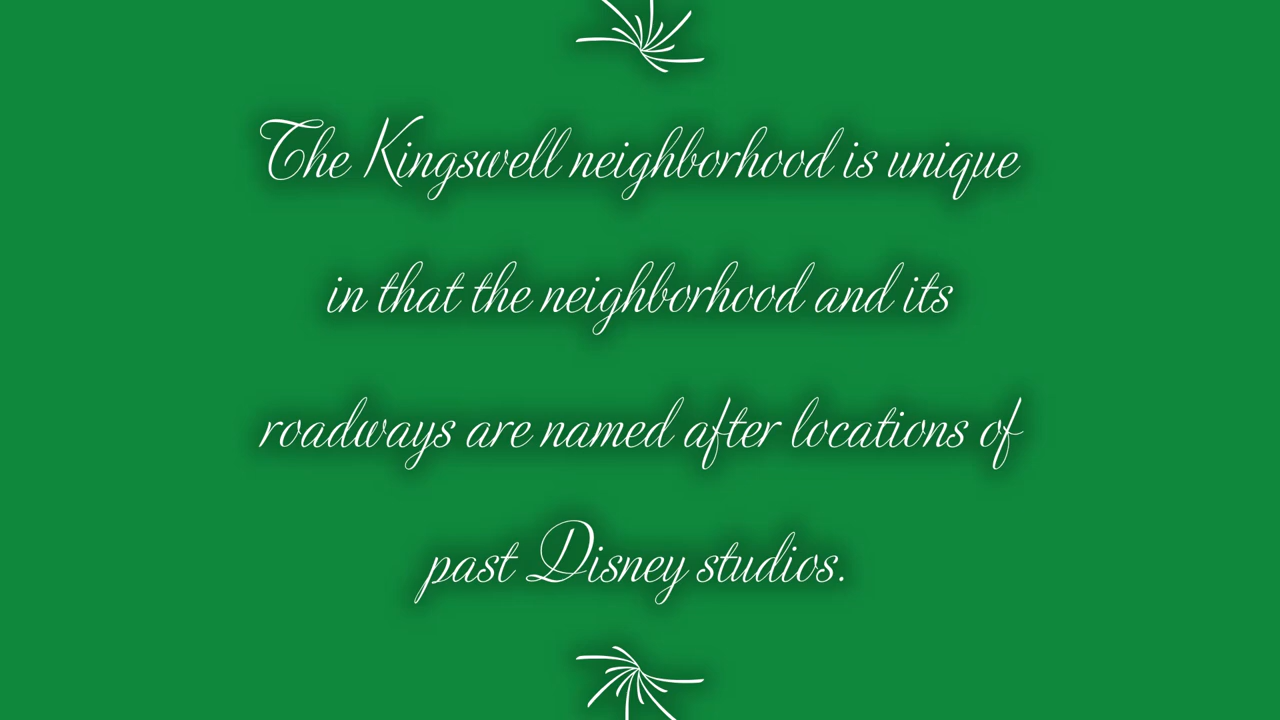 The Kingswell neighborhood is unique
in that the neighborhood and its
roadways are named after locations of
past Disney studios.